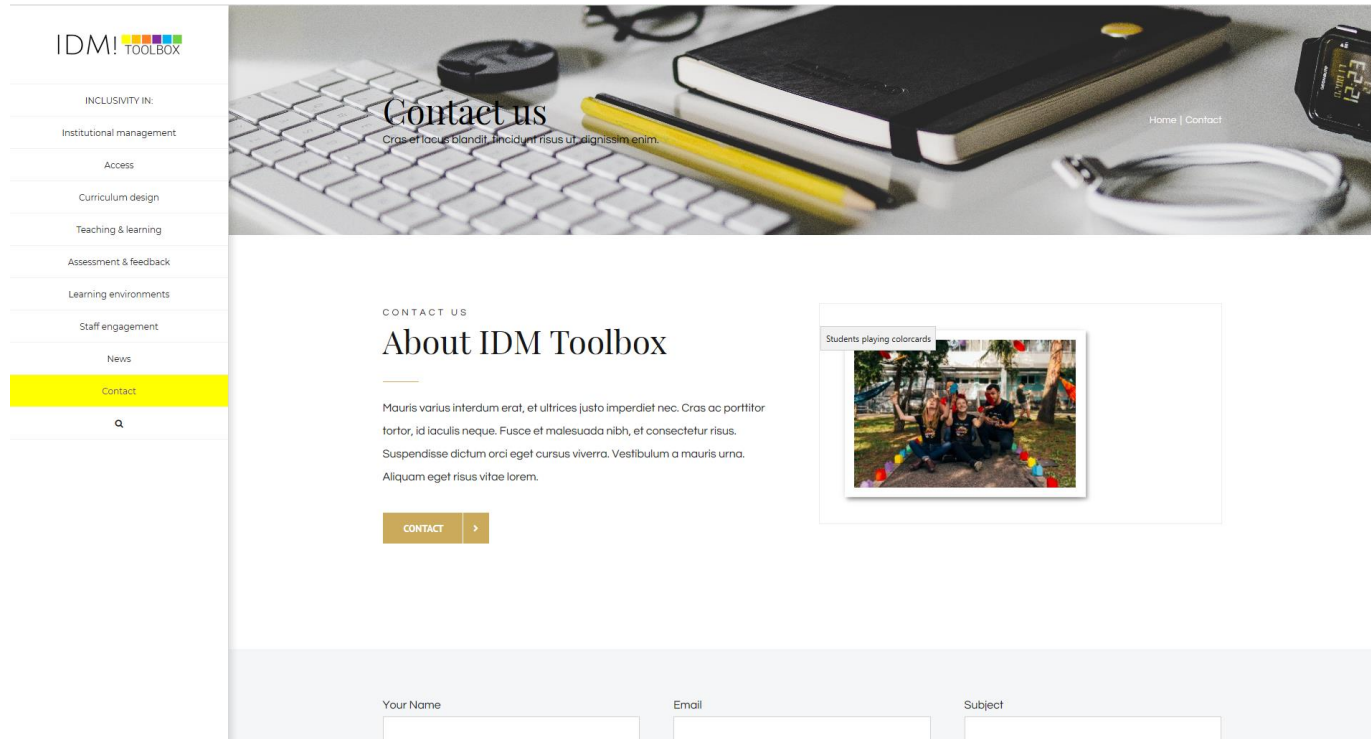 IDM! TOOLBOX
INCLUSIVITY IN:
Institutional management
Access
Curriculum design
Teaching & learning
Assessment & feedback
Learning environments
Staff engagement
News
Contact
Contact us
Cras et lacus blandit, tincidunt risus ut, dignissim enim.
Home | Contact
CONTACT US
About IDM Toolbox
Mauris varius interdum erat, et ultrices justo imperdiet nec. Cras ac porttitor
tortor, id iaculis neque. Fusce et malesuada nibh, et consectetur risus.
Suspendisse dictum orci eget cursus viverra. Vestibulum a mauris urna.
Aliquam eget risus vitae lorem.
CONTACT
Students playing colorcards
Your Name
Email
Subject